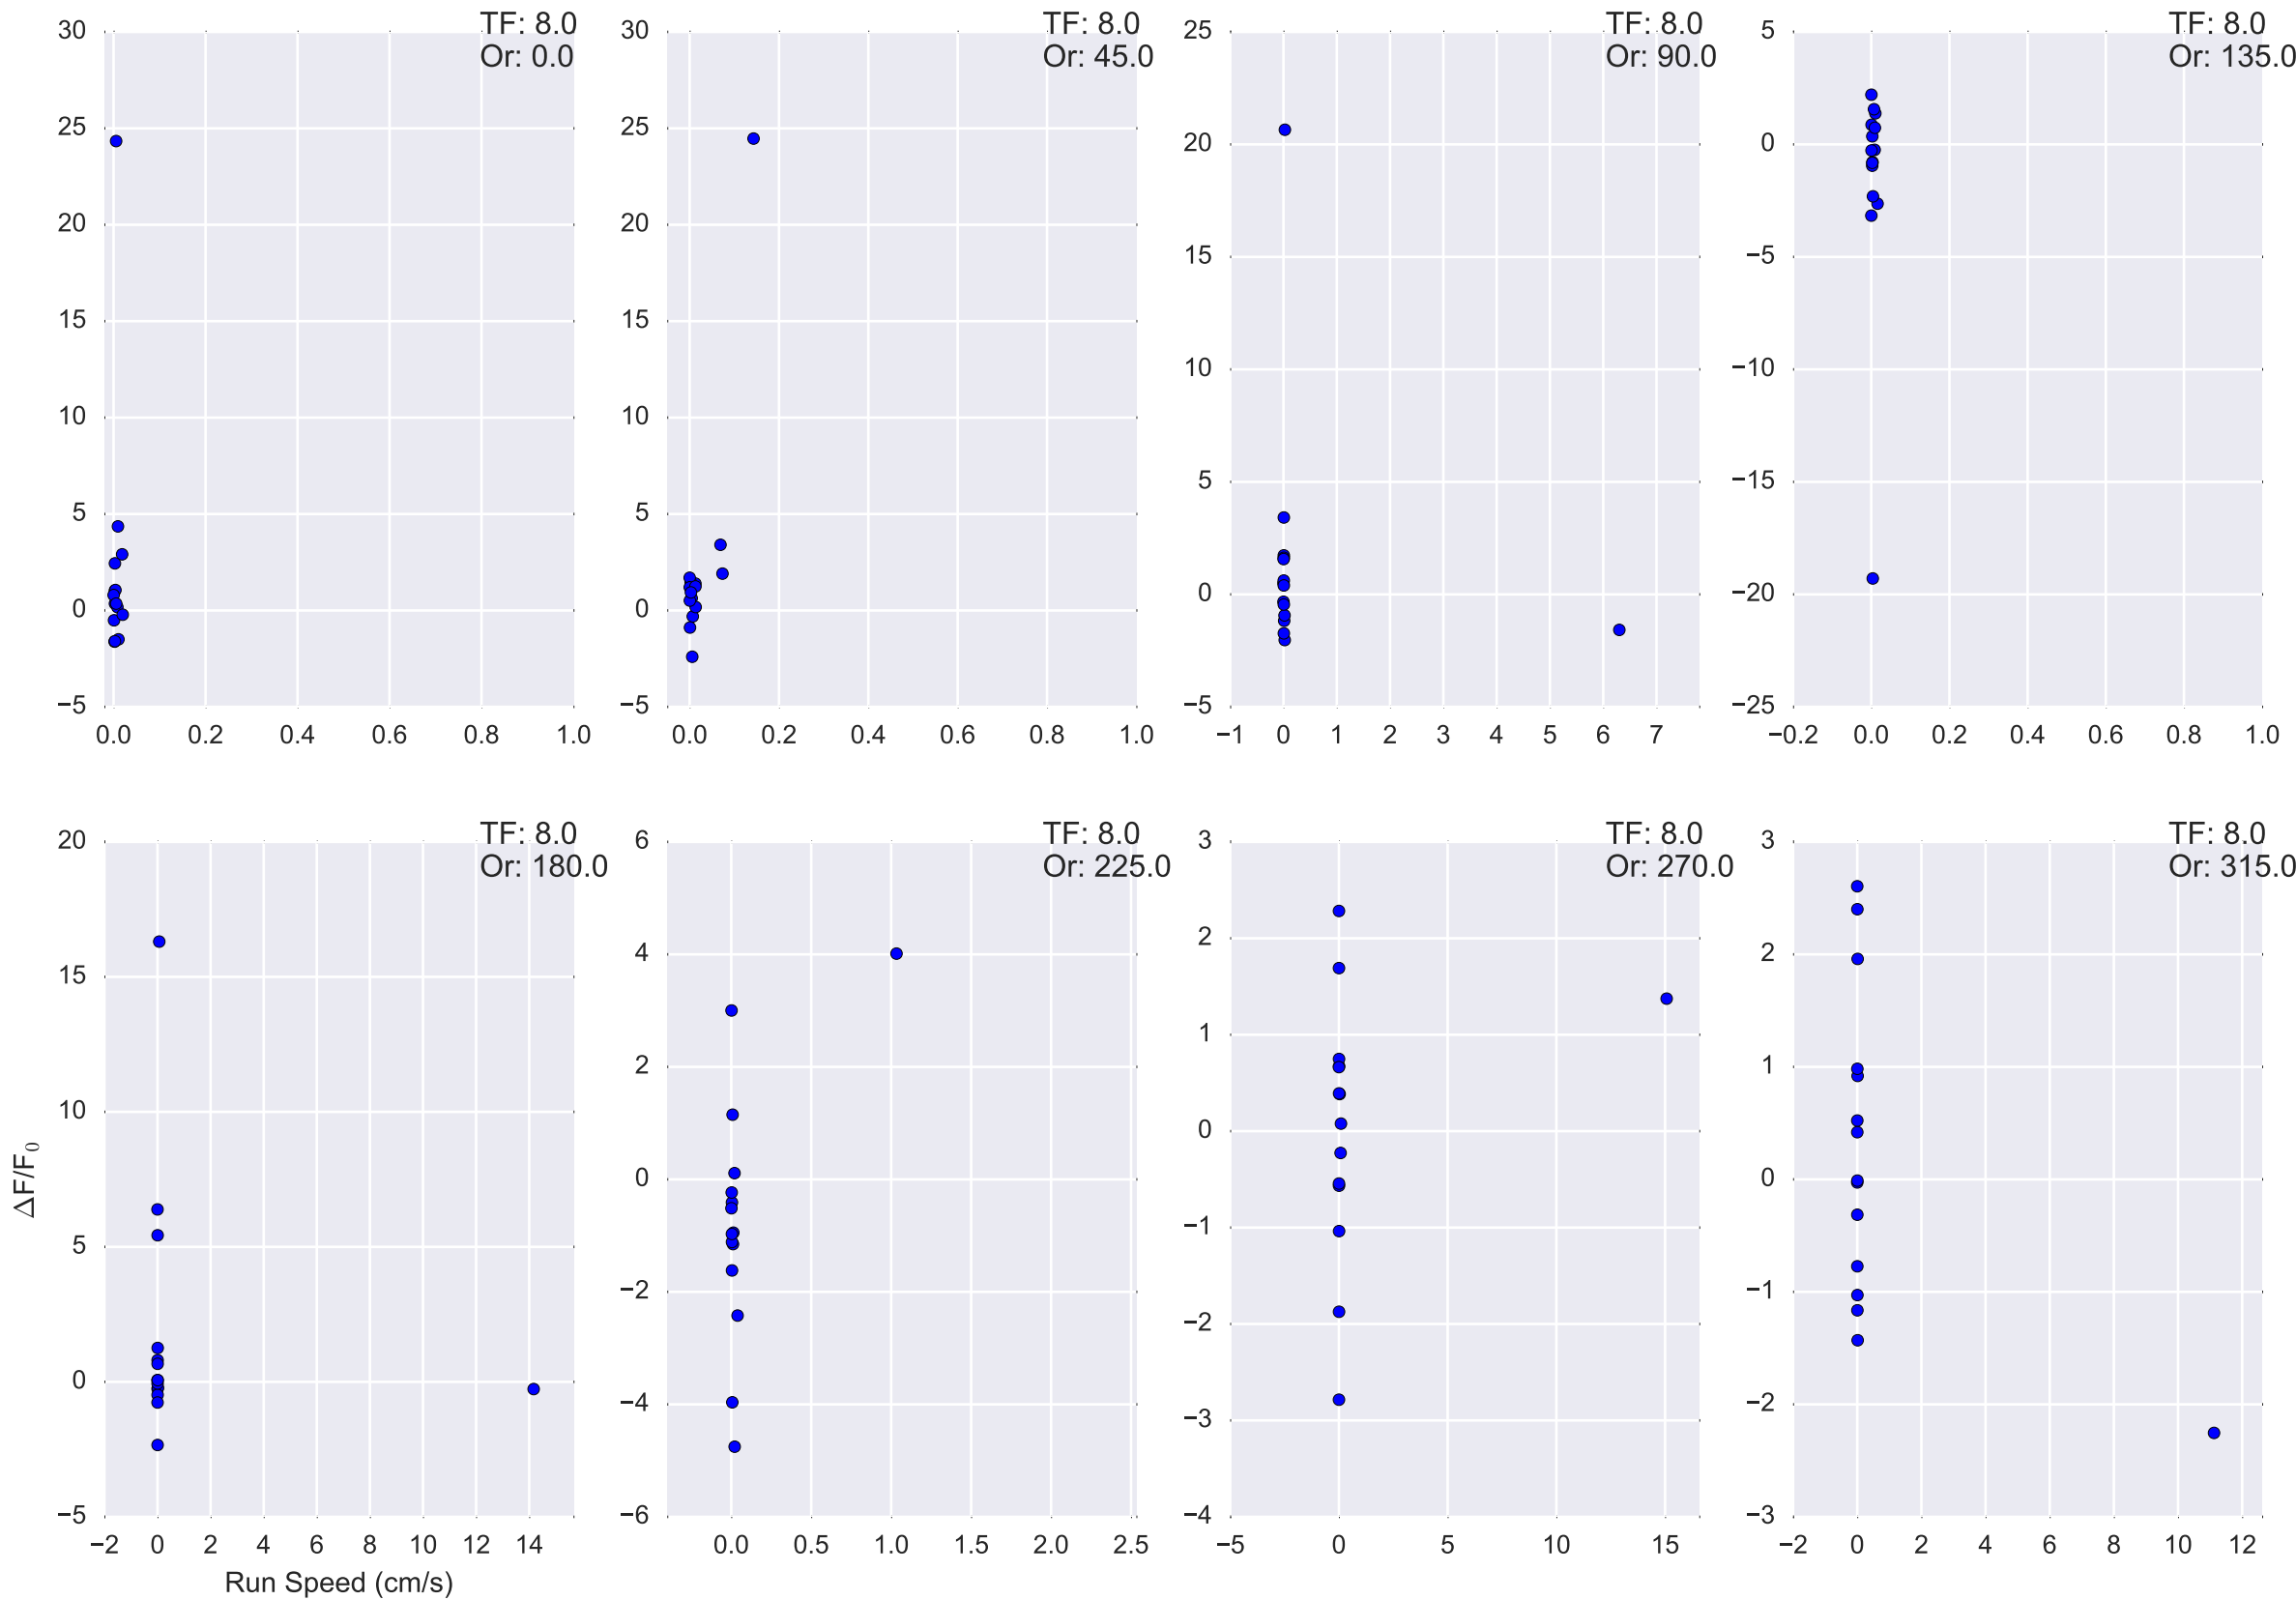 TF: 8.0
Or: 0.0
30
25
20
15
10
5
0
−5
0.0 0.2 0.4 0.6 0.8 1.0
TF: 8.0
Or: 45.0
30
25
20
15
10
5
0
−5
0.0 0.2 0.4 0.6 0.8 1.0
TF: 8.0
Or: 90.0
25
20
15
10
5
0
−5
−1 0 1 2 3 4 5 6 7
TF: 8.0
Or: 135.0
5
0
−5
−10
−15
−20
−25
−0.2 0.0 0.2 0.4 0.6 0.8 1.0
TF: 8.0
Or: 180.0
20
15
10
5
0
−5
ΔF/F₀
−2 0 2 4 6 8 10 12 14
Run Speed (cm/s)
TF: 8.0
Or: 225.0
6
4
2
0
−2
−4
−6
0.0 0.5 1.0 1.5 2.0 2.5
TF: 8.0
Or: 270.0
3
2
1
0
−1
−2
−3
−4
−5 0 5 10 15
TF: 8.0
Or: 315.0
3
2
1
0
−1
−2
−3
−2 0 2 4 6 8 10 12